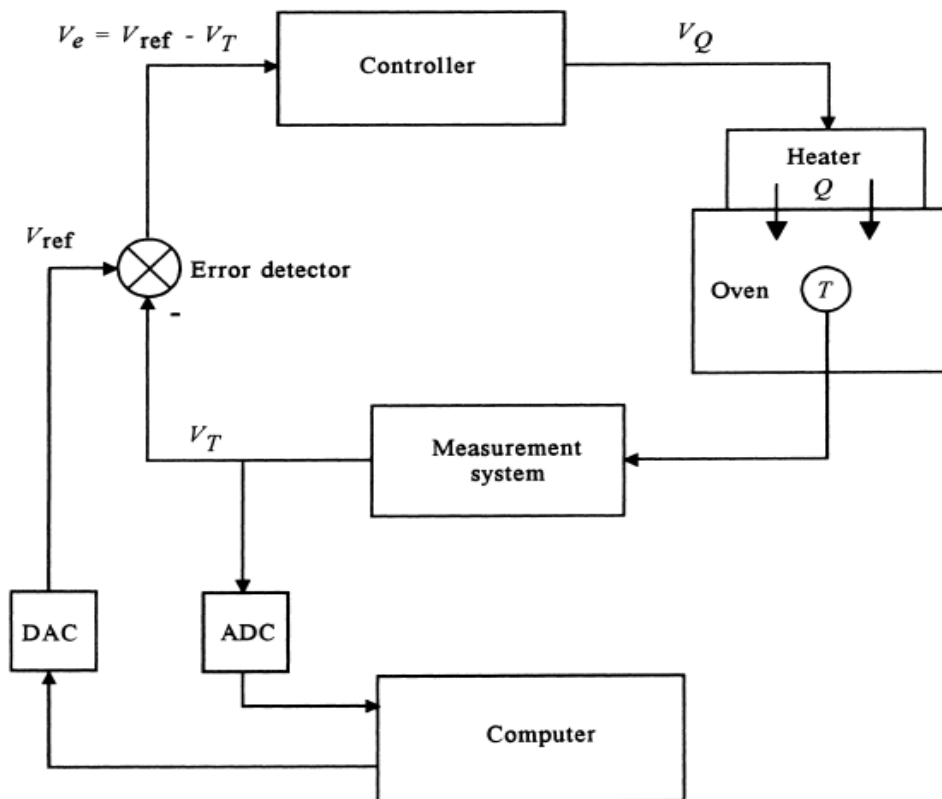 V_e = V_ref - V_T
Controller
V_Q
Heater
Q
V_ref
Error detector
-
Oven
T
V_T
Measurement
system
DAC
ADC
Computer